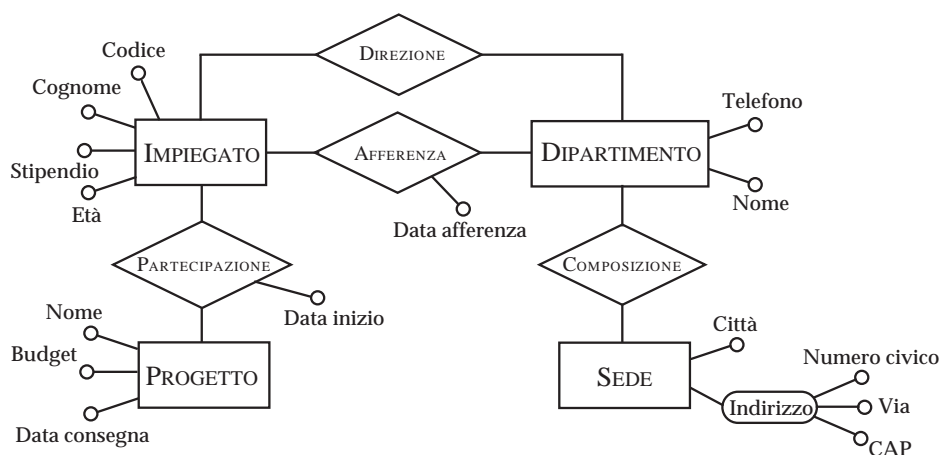 Codice
DIREZIONE
Cognome
Telefono
IMPIEGATO
AFFERENZA
DIPARTIMENTO
Stipendio
Età
Data afferenza
Nome
PARTECIPAZIONE
COMPOSIZIONE
Nome
Data inizio
Città
Budget
Numero civico
PROGETTO
SEDE
Indirizzo
Via
Data consegna
CAP